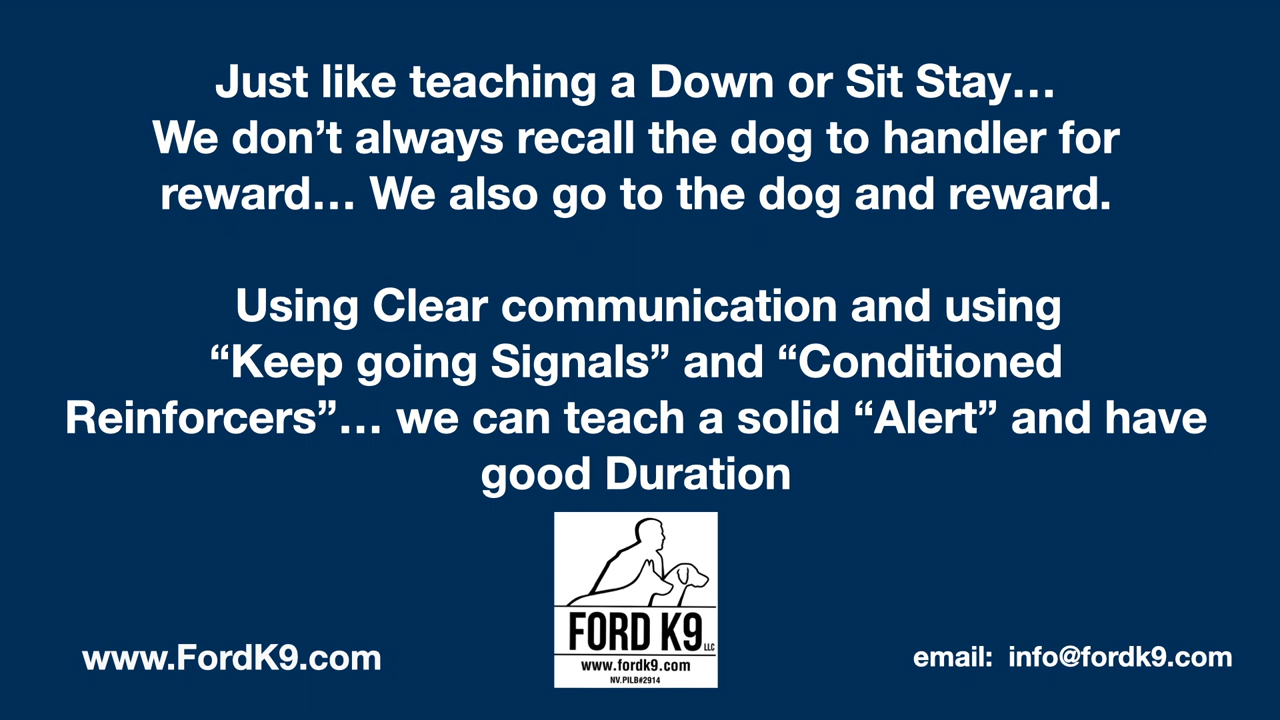 Just like teaching a Down or Sit Stay…
We don’t always recall the dog to handler for
reward… We also go to the dog and reward.
Using Clear communication and using
“Keep going Signals” and “Conditioned
Reinforcers”… we can teach a solid “Alert” and have
good Duration
FORD K9 LLC
www.fordk9.com
NV.PILB#2914
www.FordK9.com
email: info@fordk9.com